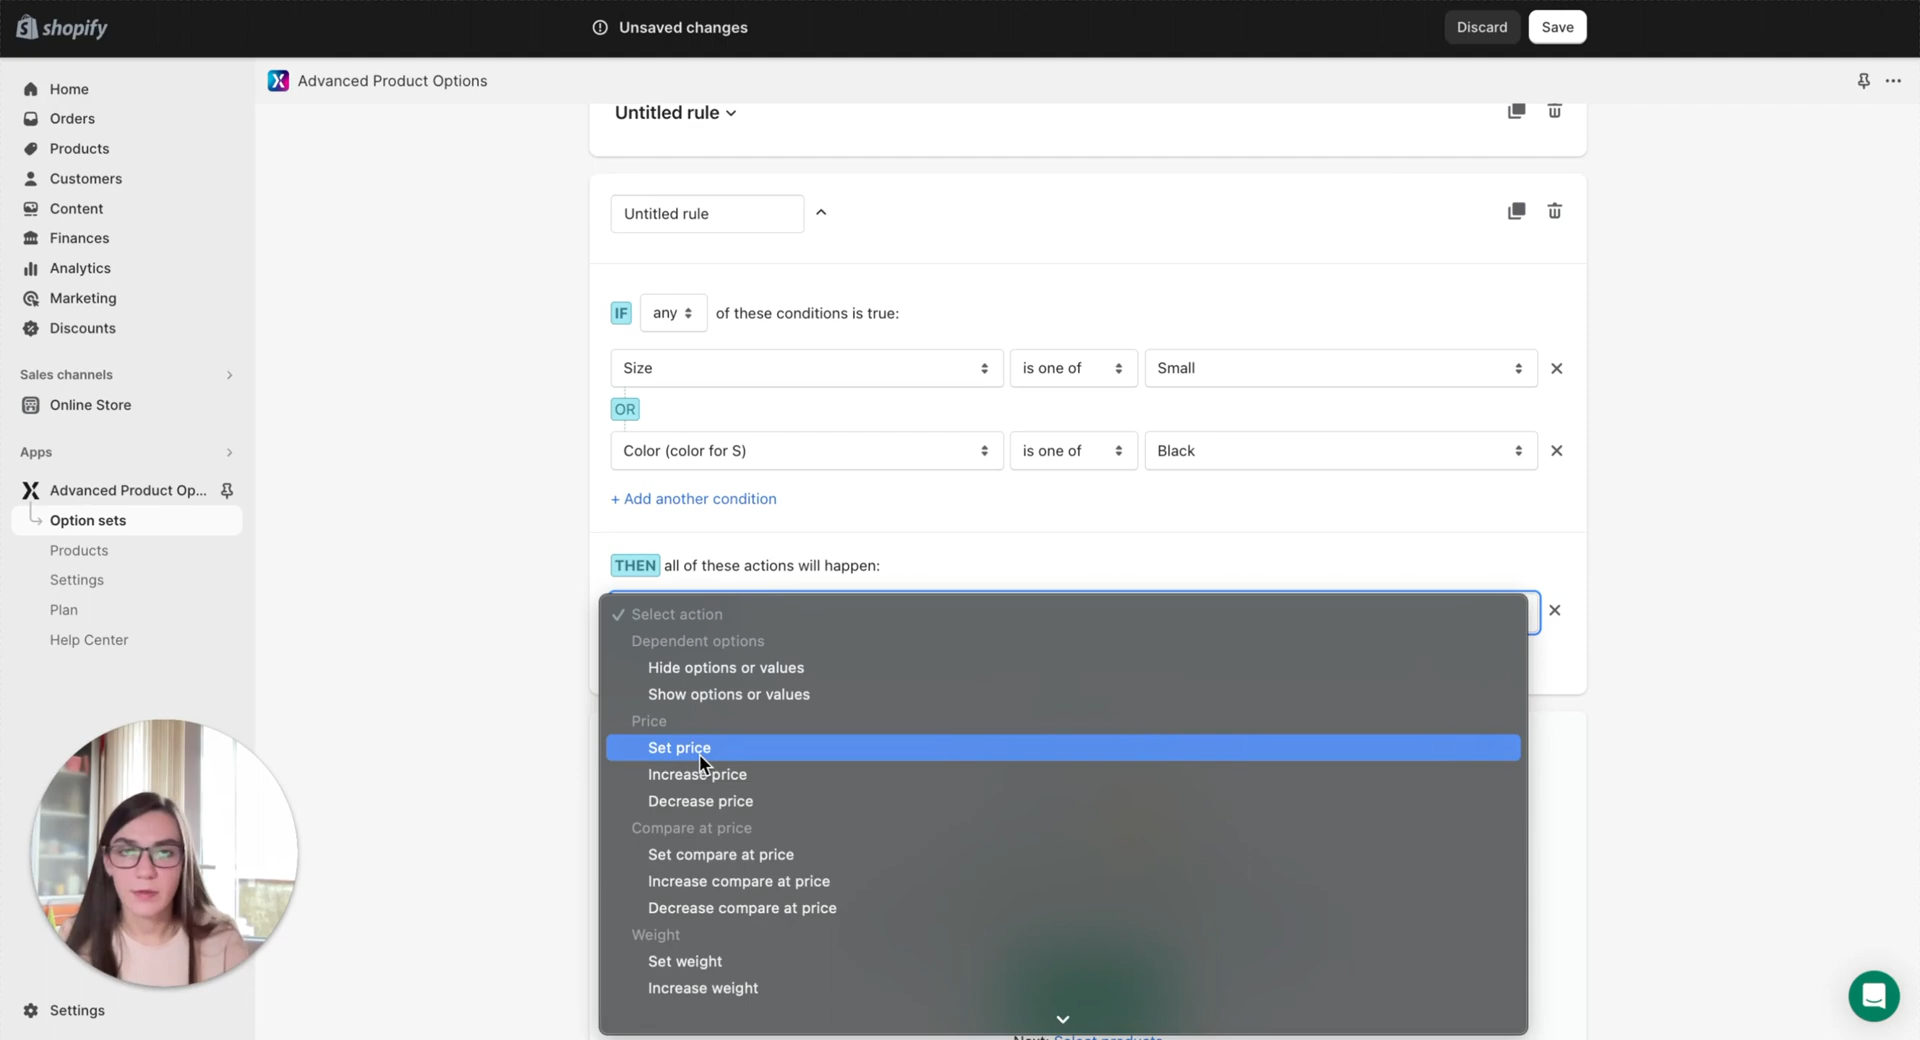 shopify
Unsaved changes
Discard
Save
Home
Orders
Products
Customers
Content
Finances
Analytics
Marketing
Discounts
Sales channels
Online Store
Apps
Advanced Product Op...
Option sets
Products
Settings
Plan
Help Center
Settings
Advanced Product Options
Untitled rule
Untitled rule
IF any of these conditions is true:
Size is one of Small
OR
Color (color for S) is one of Black
+ Add another condition
THEN all of these actions will happen:
✓ Select action
Dependent options
Hide options or values
Show options or values
Price
Set price
Increase price
Decrease price
Compare at price
Set compare at price
Increase compare at price
Decrease compare at price
Weight
Set weight
Increase weight
Next: Select products